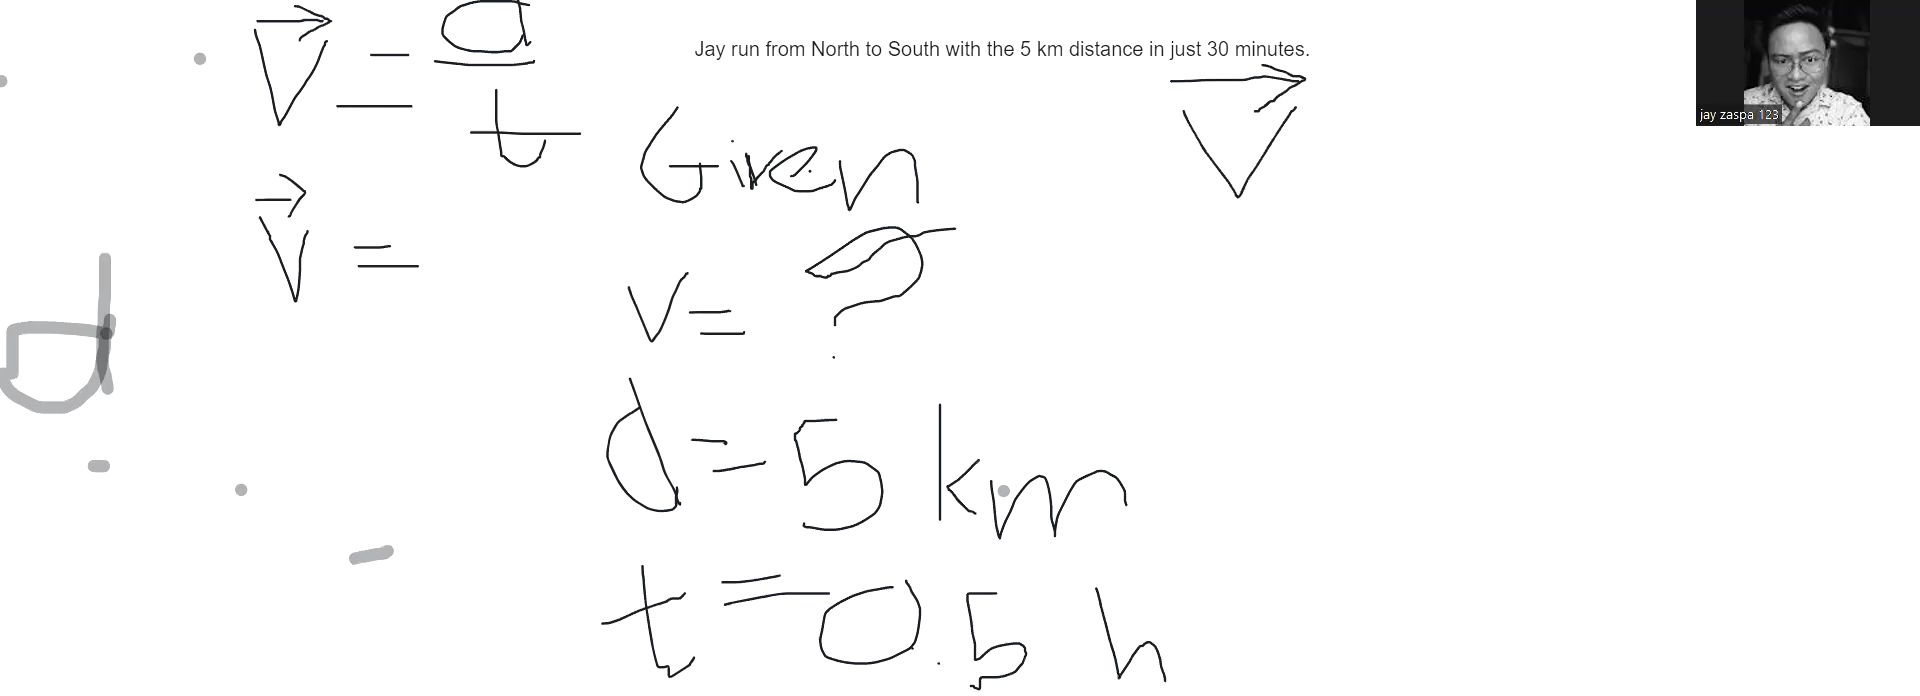 Jay run from North to South with the 5 km distance in just 30 minutes.
jay zaspa 123
V = d
t
V
Given
V =
V = ?
d = 5 km
t = 0.5 h
d